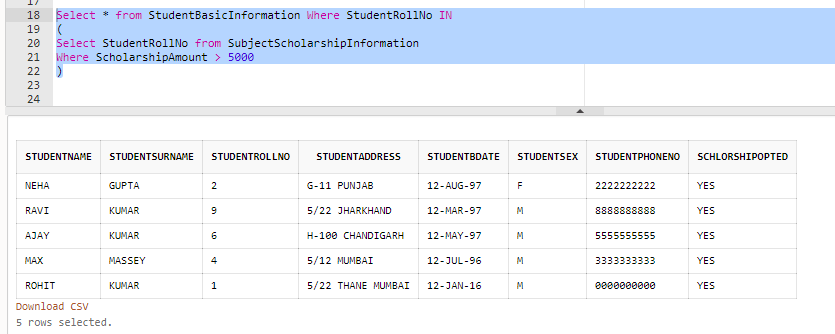 17
18 Select * from StudentBasicInformation Where StudentRollNo IN
19 (
20 Select StudentRollNo from SubjectScholarshipInformation
21 Where ScholarshipAmount > 5000
22 )
23
24
STUDENTNAME STUDENTSURNAME STUDENTROLLNO STUDENTADDRESS STUDENTBDATE STUDENTSEX STUDENTPHONENO SCHLORSHIPOPTED
NEHA GUPTA 2 G-11 PUNJAB 12-AUG-97 F 2222222222 YES
RAVI KUMAR 9 5/22 JHARKHAND 12-MAR-97 M 8888888888 YES
AJAY KUMAR 6 H-100 CHANDIGARH 12-MAY-97 M 5555555555 YES
MAX MASSEY 4 5/12 MUMBAI 12-JUL-96 M 3333333333 YES
ROHIT KUMAR 1 5/22 THANE MUMBAI 12-JAN-16 M 0000000000 YES
Download CSV
5 rows selected.